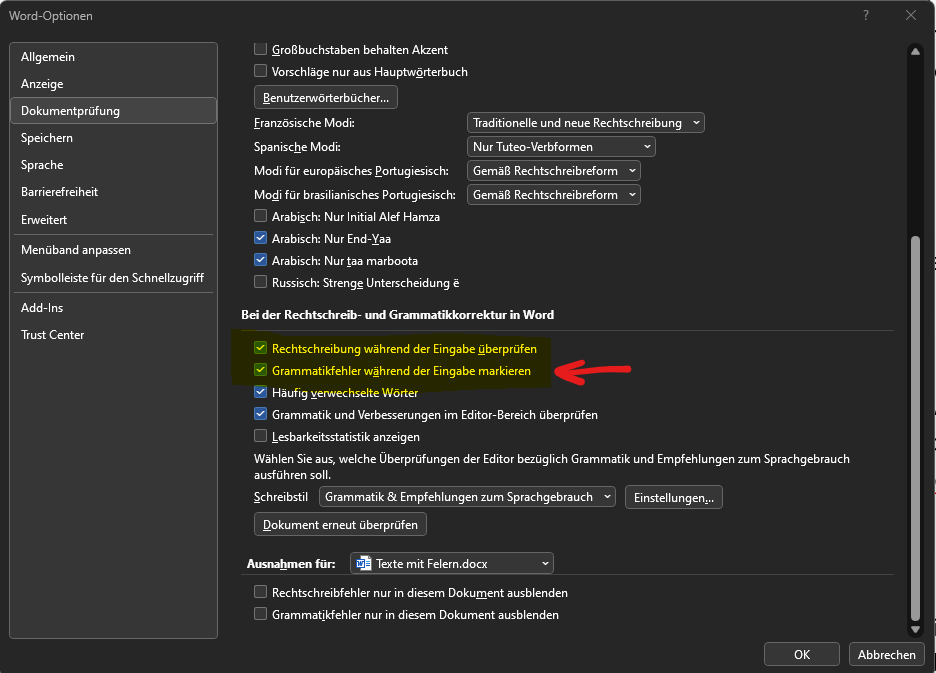 Word-Optionen
?
Allgemein
Anzeige
Dokumentprüfung
Speichern
Sprache
Barrierefreiheit
Erweitert
Menüband anpassen
Symbolleiste für den Schnellzugriff
Add-Ins
Trust Center
Großbuchstaben behalten Akzent
Vorschläge nur aus Hauptwörterbuch
Benutzerwörterbücher...
Französische Modi: Traditionelle und neue Rechtschreibung
Spanische Modi: Nur Tuteo-Verbformen
Modi für europäisches Portugiesisch: Gemäß Rechtschreibreform
Modi für brasilianisches Portugiesisch: Gemäß Rechtschreibreform
Arabisch: Nur Initial Alef Hamza
Arabisch: Nur End-Yaa
Arabisch: Nur taa marboota
Russisch: Strenge Unterscheidung ë
Bei der Rechtschreib- und Grammatikkorrektur in Word
Rechtschreibung während der Eingabe überprüfen
Grammatikfehler während der Eingabe markieren
Häufig verwechselte Wörter
Grammatik und Verbesserungen im Editor-Bereich überprüfen
Lesbarkeitsstatistik anzeigen
Wählen Sie aus, welche Überprüfungen der Editor bezüglich Grammatik und Empfehlungen zum Sprachgebrauch
ausführen soll.
Schreibstil Grammatik & Empfehlungen zum Sprachgebrauch Einstellungen...
Dokument erneut überprüfen
Ausnahmen für: Texte mit Felern.docx
Rechtschreibfehler nur in diesem Dokument ausblenden
Grammatikfehler nur in diesem Dokument ausblenden
OK Abbrechen